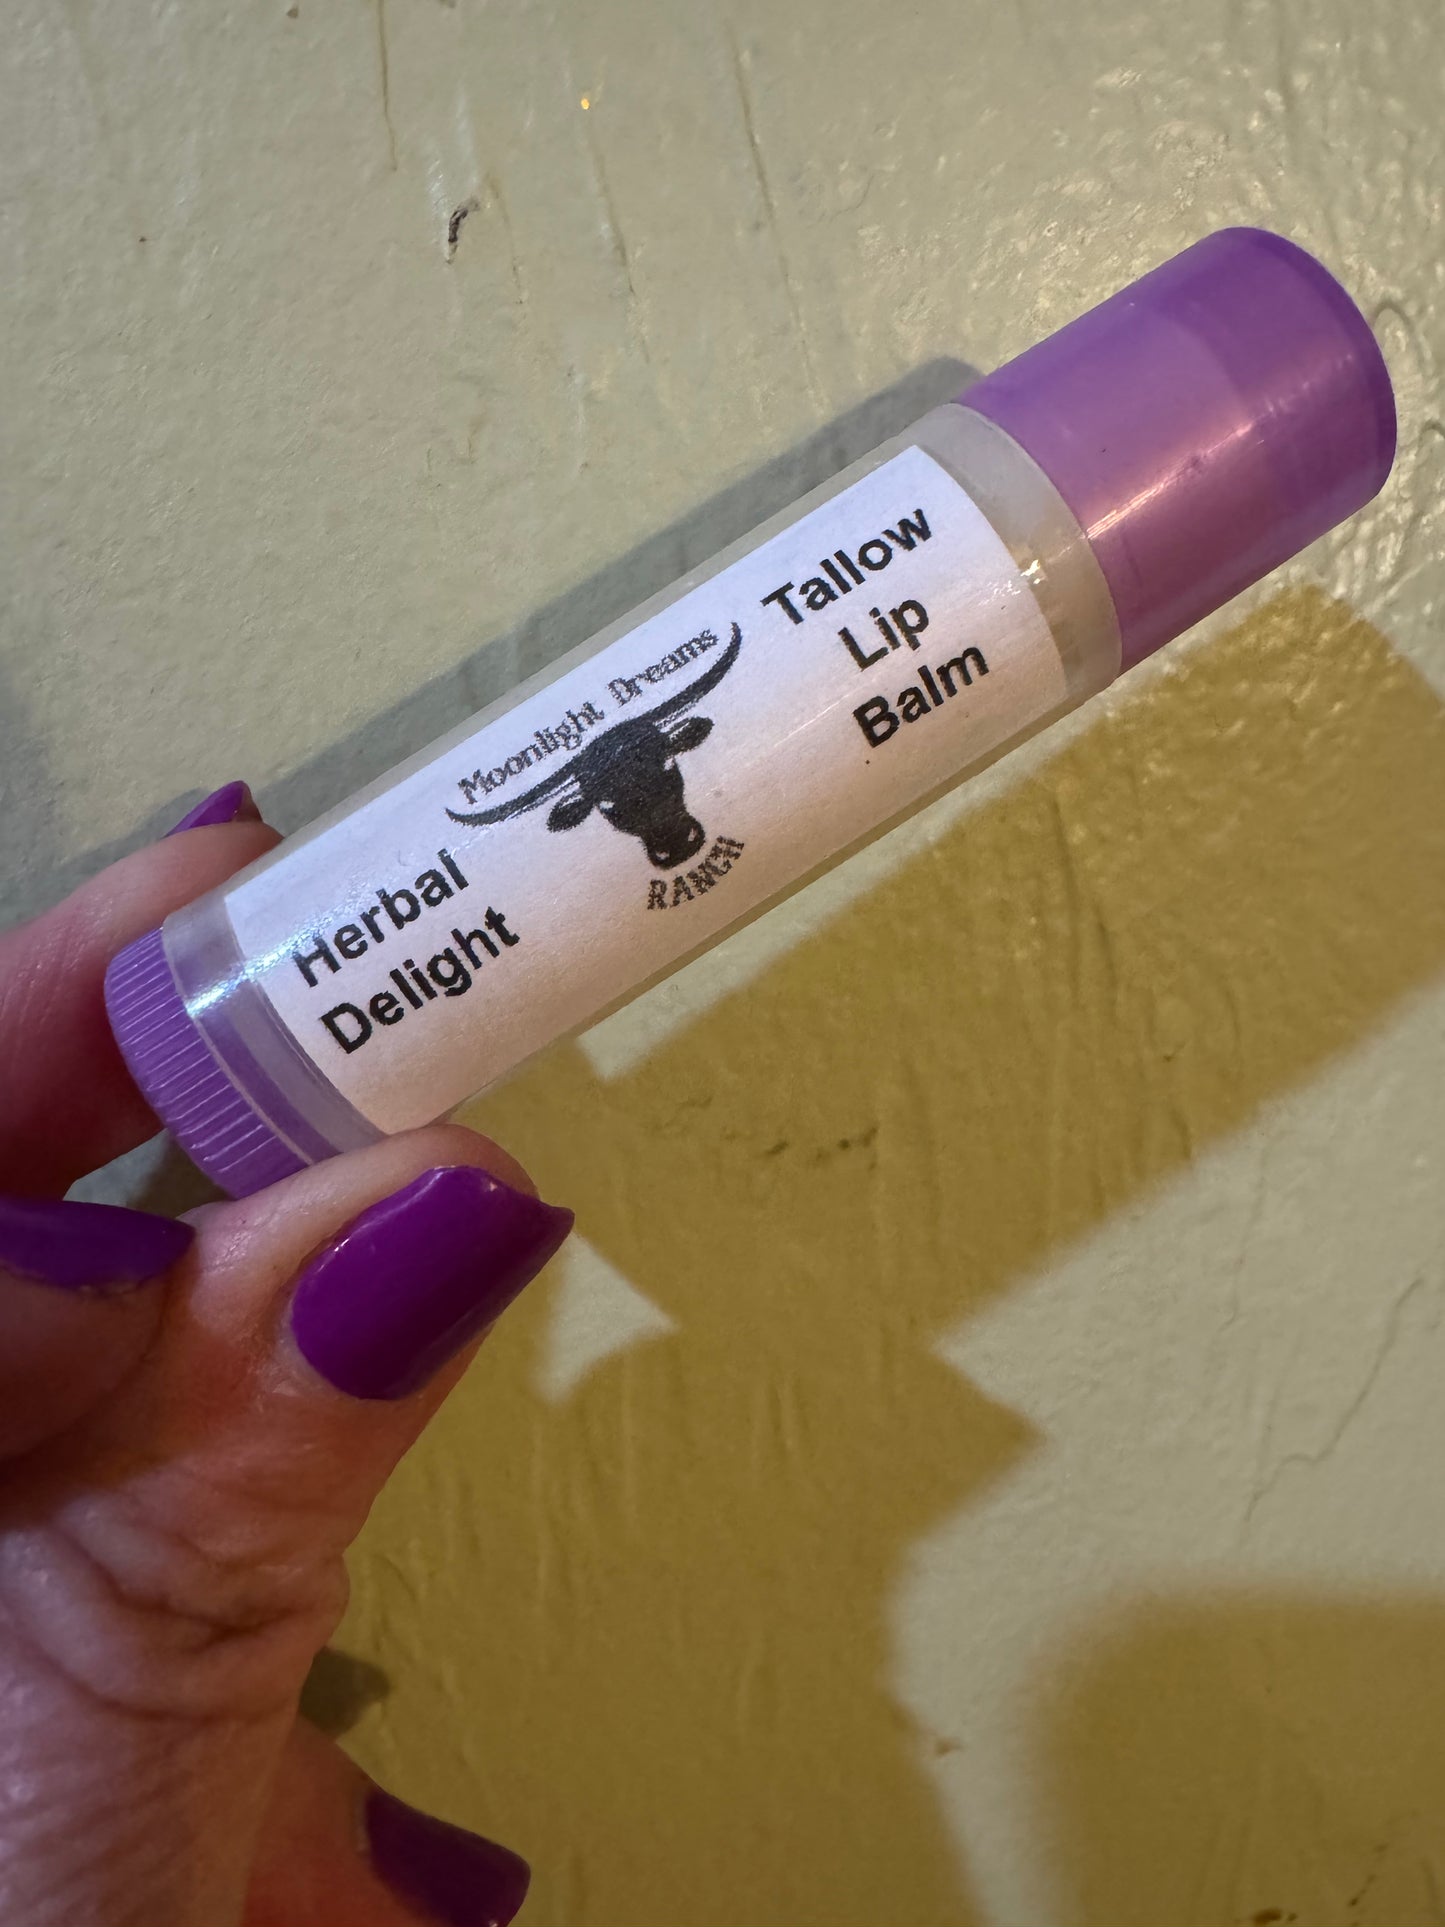 Herbal
Delight
Moonlight Dreams
RANCH
Tallow
Lip
Balm